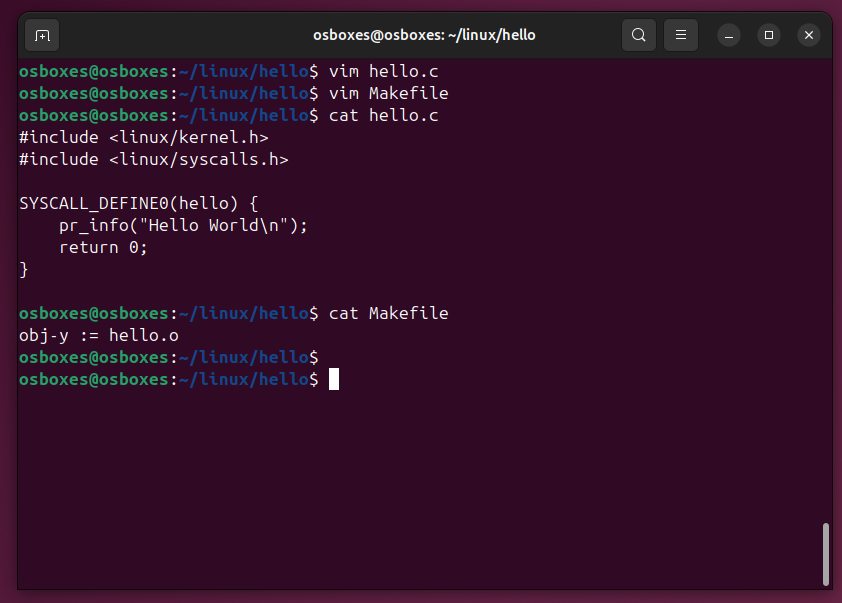 osboxes@osboxes: ~/linux/hello
osboxes@osboxes:~/linux/hello$ vim hello.c
osboxes@osboxes:~/linux/hello$ vim Makefile
osboxes@osboxes:~/linux/hello$ cat hello.c
#include <linux/kernel.h>
#include <linux/syscalls.h>

SYSCALL_DEFINE0(hello) {
    pr_info("Hello World\n");
    return 0;
}

osboxes@osboxes:~/linux/hello$ cat Makefile
obj-y := hello.o
osboxes@osboxes:~/linux/hello$
osboxes@osboxes:~/linux/hello$